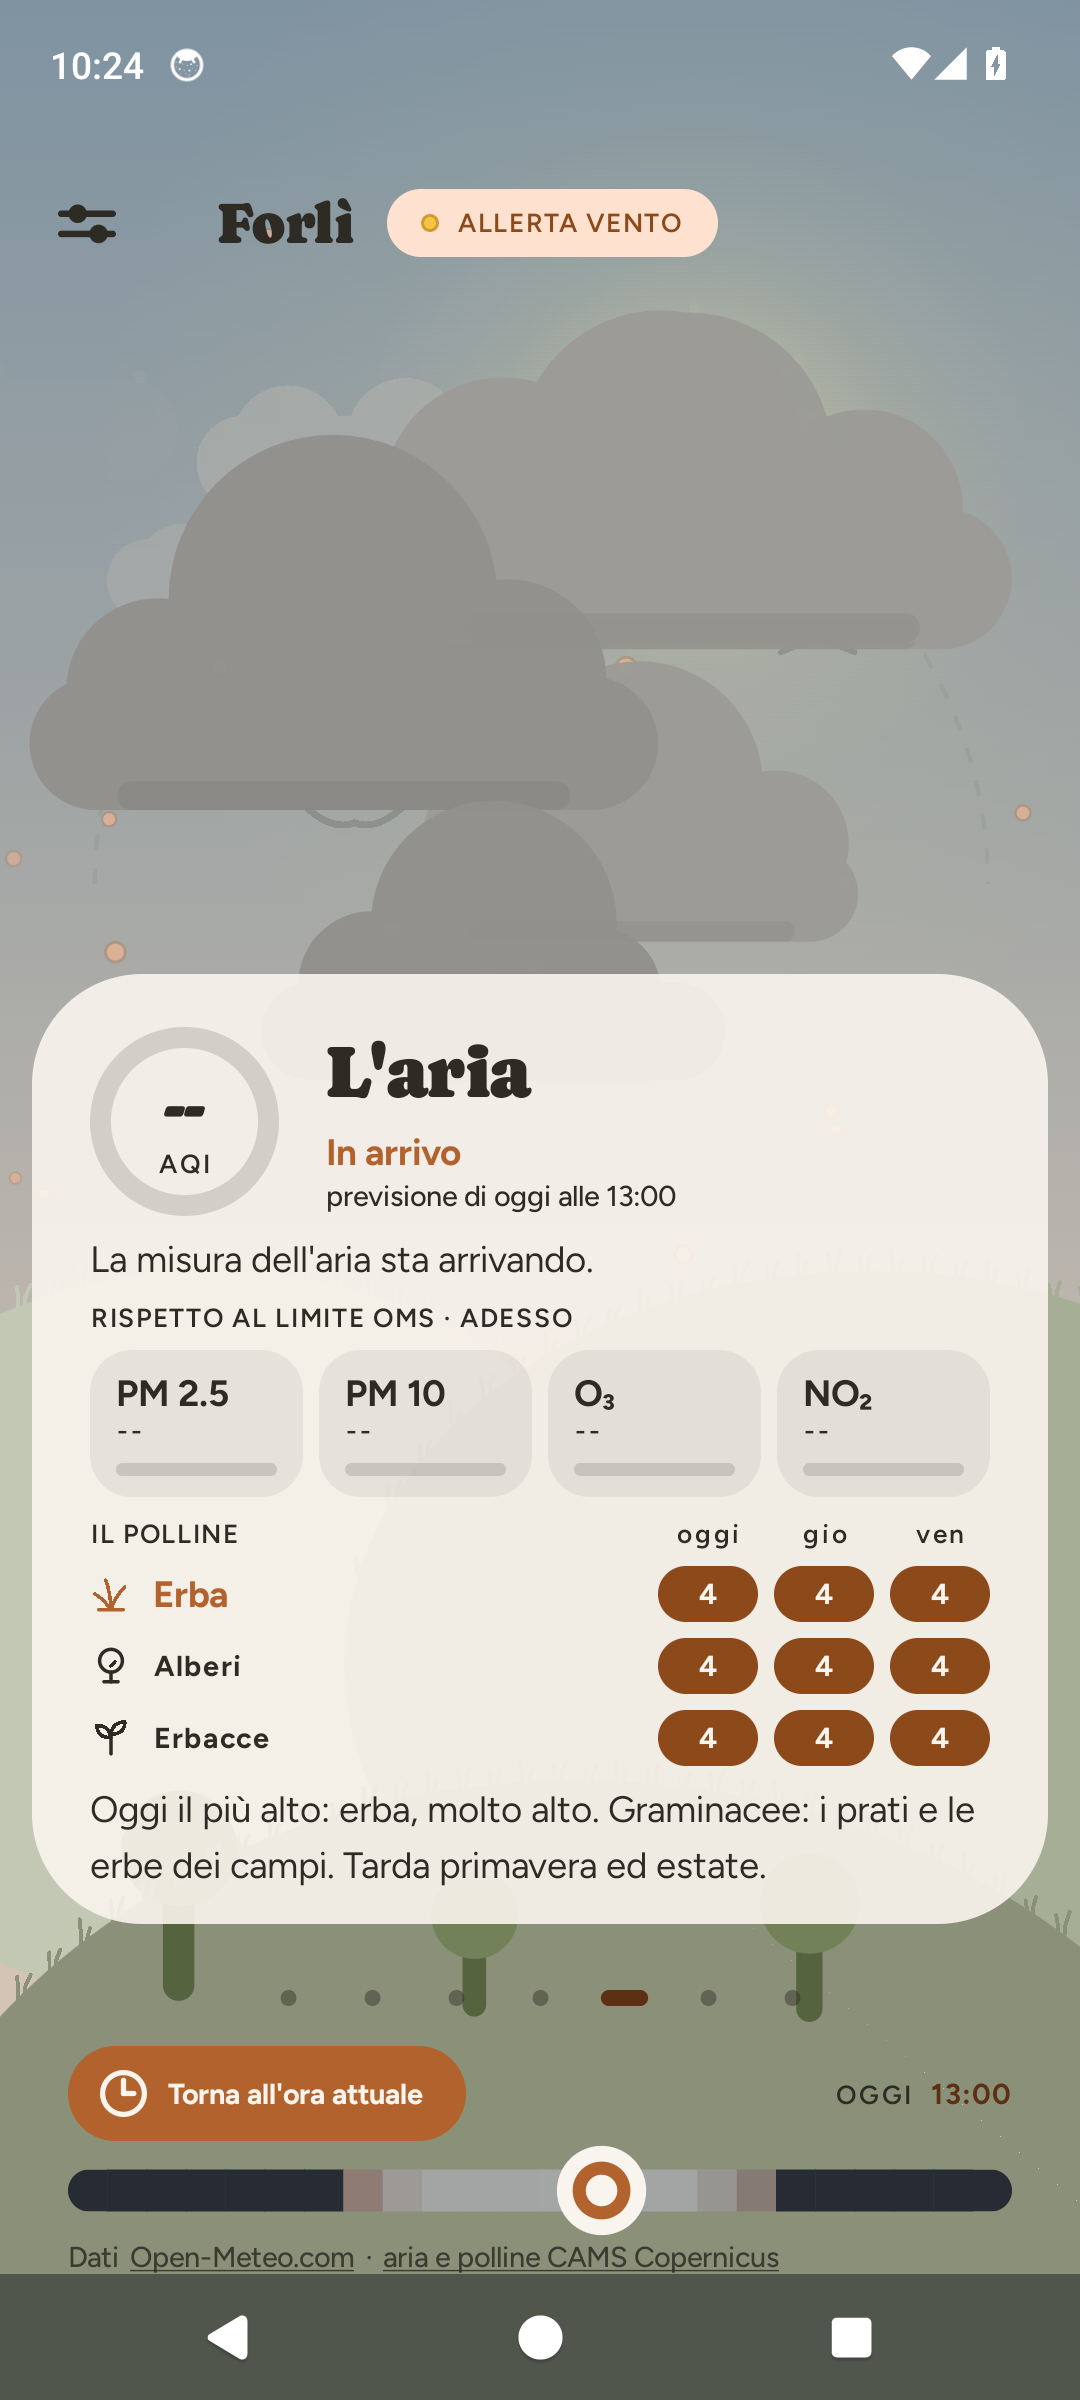 10:24
Forlì
ALLERTA VENTO
L'aria
--
AQI
In arrivo
previsione di oggi alle 13:00
La misura dell'aria sta arrivando.
RISPETTO AL LIMITE OMS · ADESSO
PM 2.5 PM 10 O₃ NO₂
-- -- -- --
IL POLLINE oggi gio ven
Erba 4 4 4
Alberi 4 4 4
Erbacce 4 4 4
Oggi il più alto: erba, molto alto. Graminacee: i prati e le
erbe dei campi. Tarda primavera ed estate.
Torna all'ora attuale OGGI 13:00
Dati Open-Meteo.com · aria e polline CAMS Copernicus